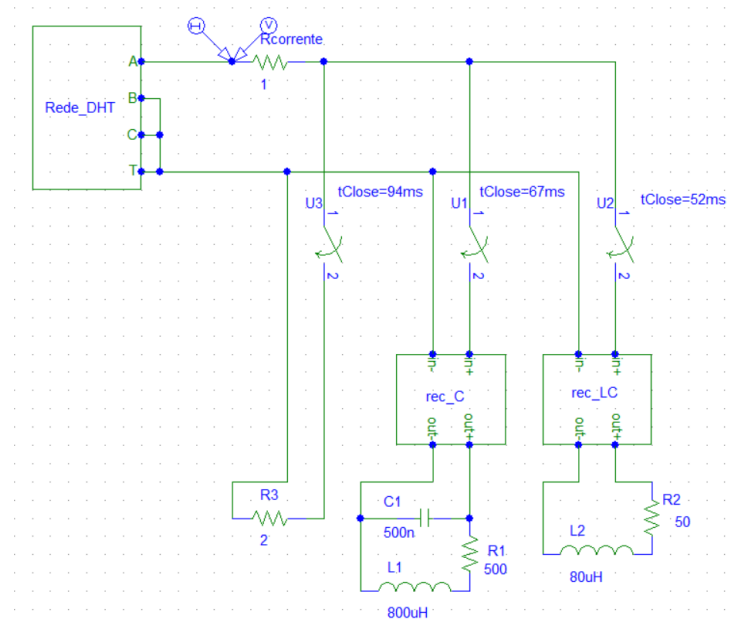 V
Rcorrente
A
1
B
Rede_DHT
C
T
tClose=94ms
tClose=67ms
tClose=52ms
U3
1
U1
1
U2
1
2
2
2
in-
in+
in-
in+
rec_C
rec_LC
out-
out+
out-
out+
R3
2
C1
500n
R1
500
L1
800uH
R2
50
L2
80uH